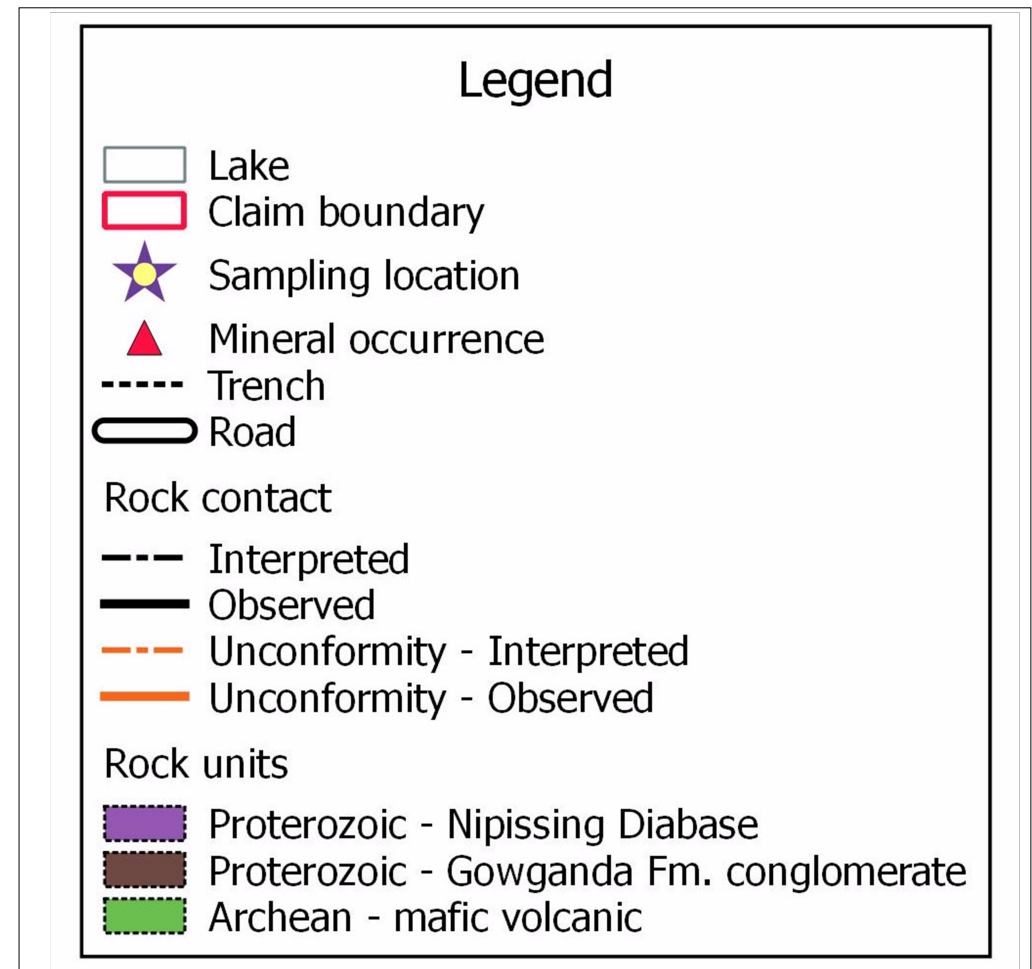 Legend
Lake
Claim boundary
Sampling location
Mineral occurrence
Trench
Road
Rock contact
Interpreted
Observed
Unconformity - Interpreted
Unconformity - Observed
Rock units
Proterozoic - Nipissing Diabase
Proterozoic - Gowganda Fm. conglomerate
Archean - mafic volcanic